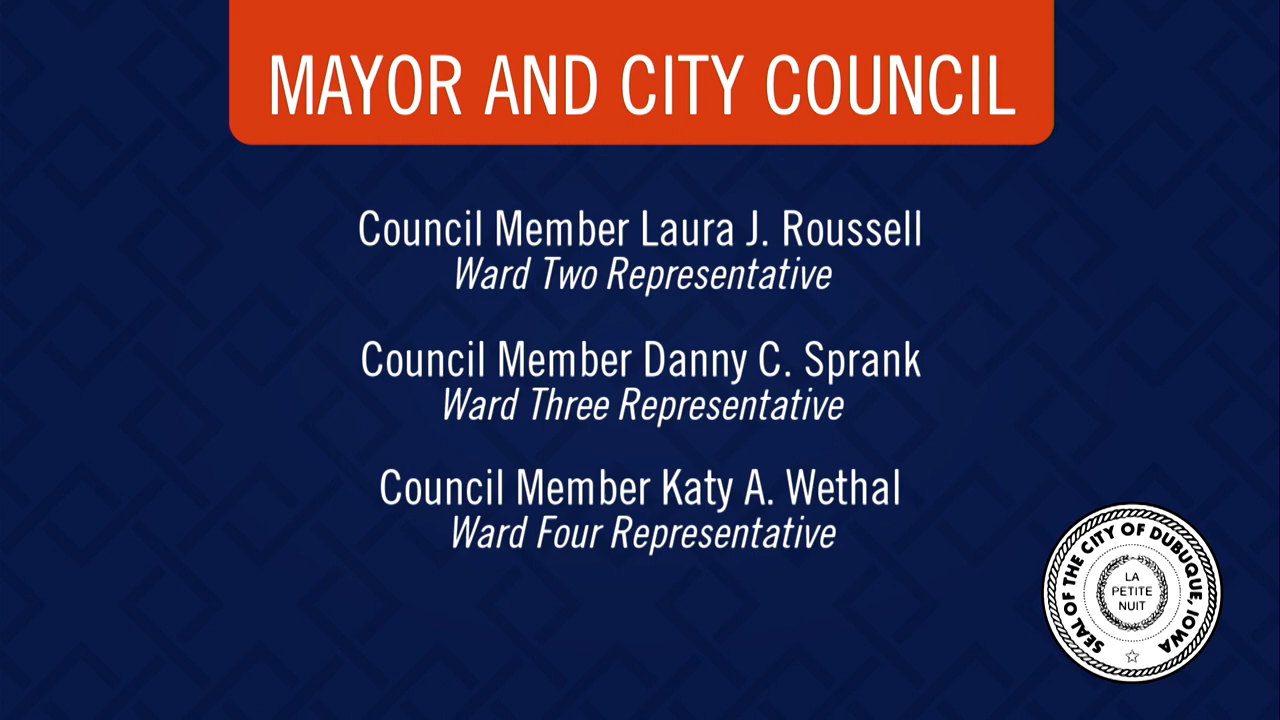 MAYOR AND CITY COUNCIL
Council Member Laura J. Roussell
Ward Two Representative
Council Member Danny C. Sprank
Ward Three Representative
Council Member Katy A. Wethal
Ward Four Representative
SEAL OF THE CITY OF DUBUQUE, IOWA
LA
PETITE
NUIT